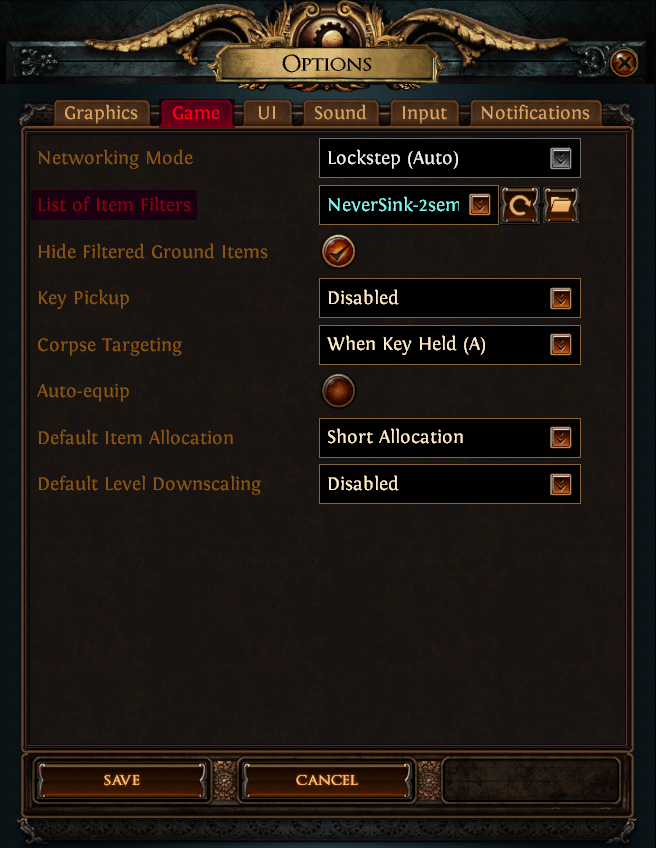 OPTIONS
Graphics Game UI Sound Input Notifications
Networking Mode Lockstep (Auto)
List of Item Filters NeverSink-2sem
Hide Filtered Ground Items
Key Pickup Disabled
Corpse Targeting When Key Held (A)
Auto-equip
Default Item Allocation Short Allocation
Default Level Downscaling Disabled
SAVE CANCEL